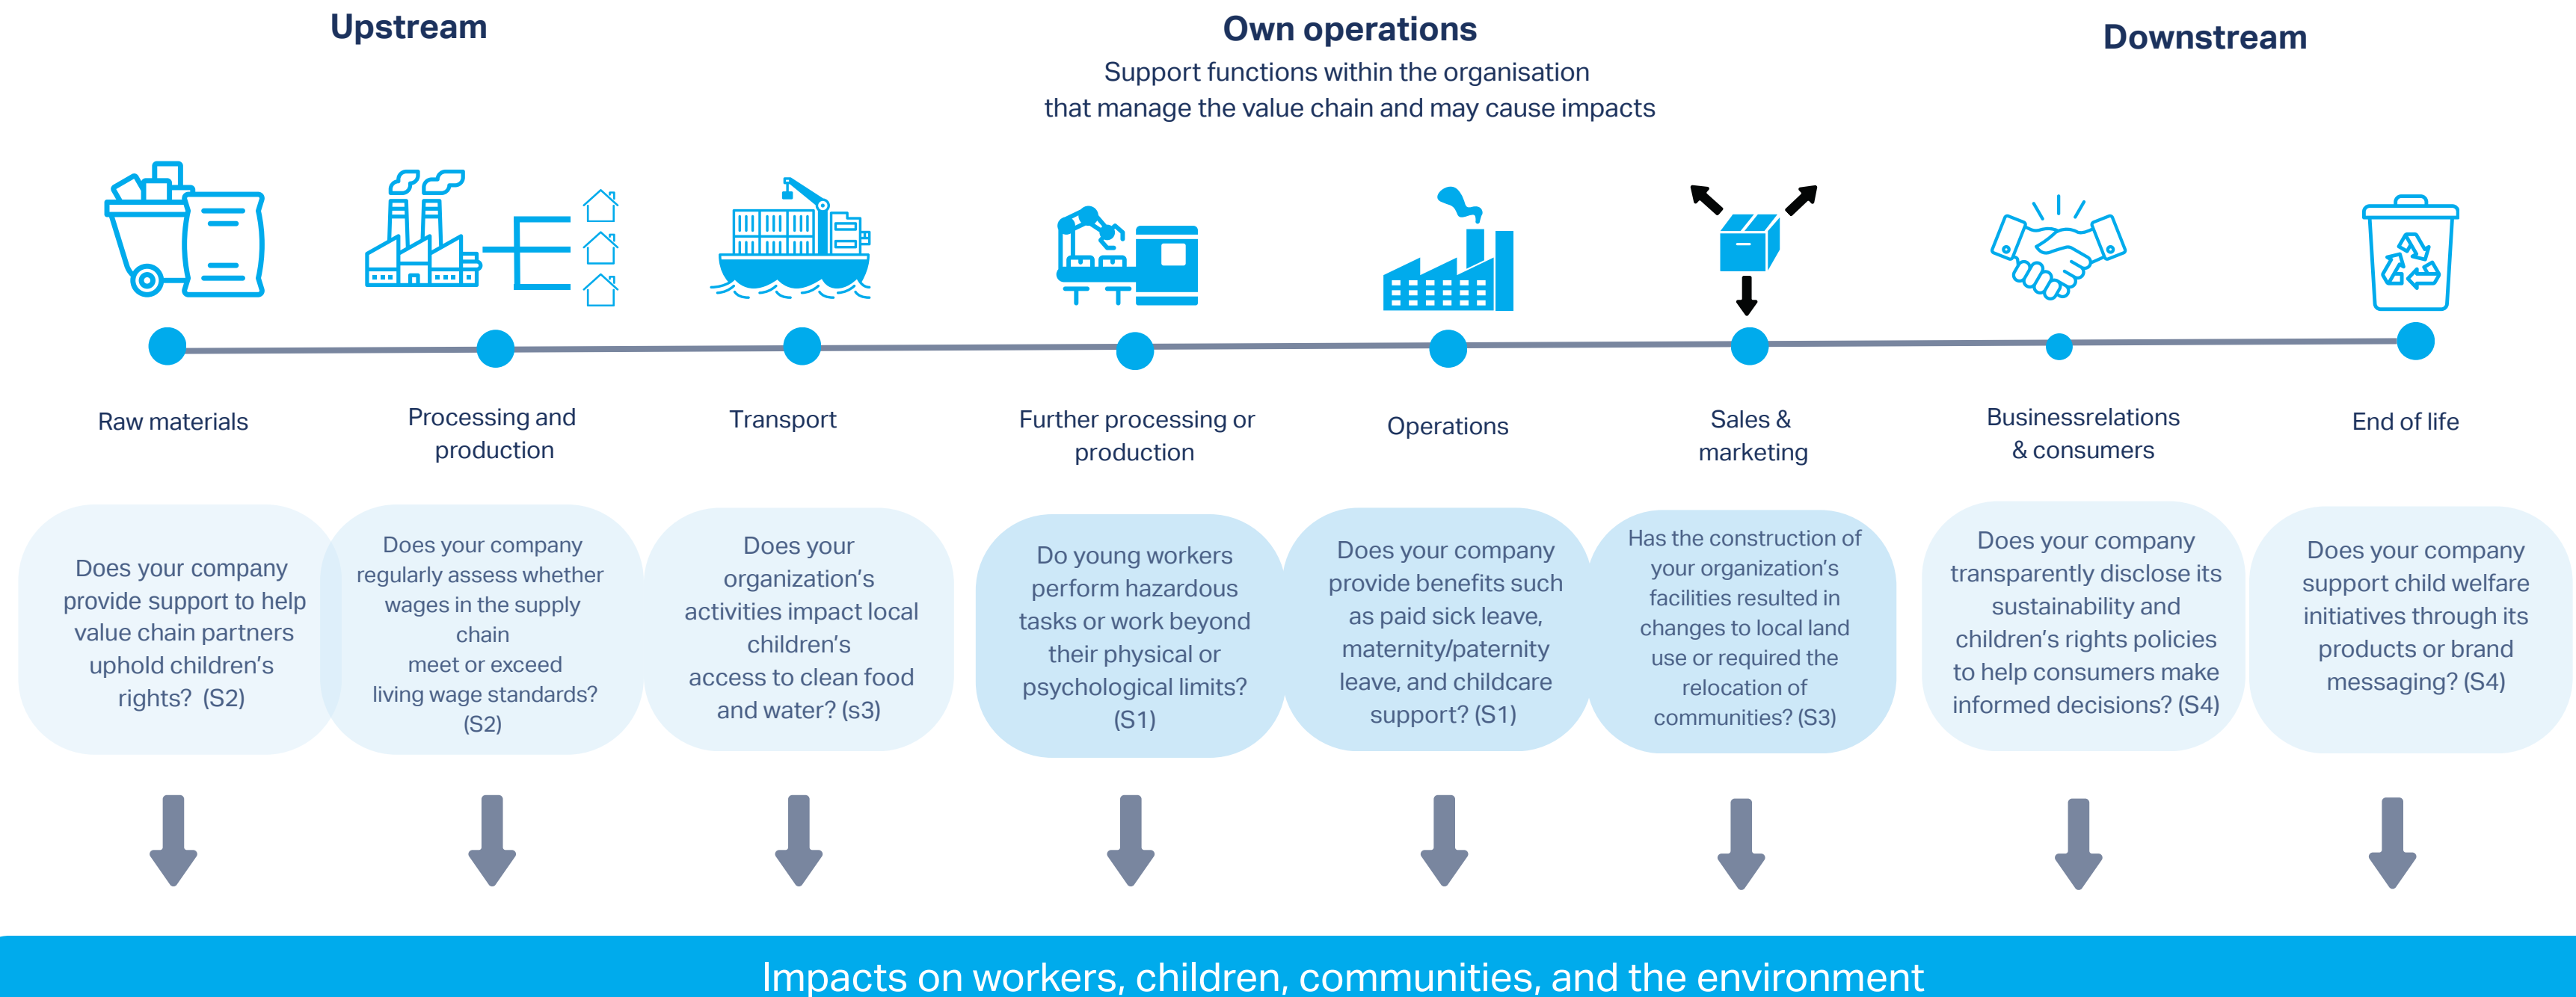 Upstream
Own operations
Support functions within the organisation
that manage the value chain and may cause impacts
Downstream
Raw materials
Processing and
production
Transport
Further processing or
production
Operations
Sales &
marketing
Businessrelations
& consumers
End of life
Does your company
provide support to help
value chain partners
uphold children's
rights? (S2)
Does your company
regularly assess whether
wages in the supply
chain
meet or exceed
living wage standards?
(S2)
Does your
organization's
activities impact local
children's
access to clean food
and water? (s3)
Do young workers
perform hazardous
tasks or work beyond
their physical or
psychological limits?
(S1)
Does your company
provide benefits such
as paid sick leave,
maternity/paternity
leave, and childcare
support? (S1)
Has the construction of
your organization's
facilities resulted in
changes to local land
use or required the
relocation of
communities? (S3)
Does your company
transparently disclose its
sustainability and
children's rights policies
to help consumers make
informed decisions? (S4)
Does your company
support child welfare
initiatives through its
products or brand
messaging? (S4)
Impacts on workers, children, communities, and the environment